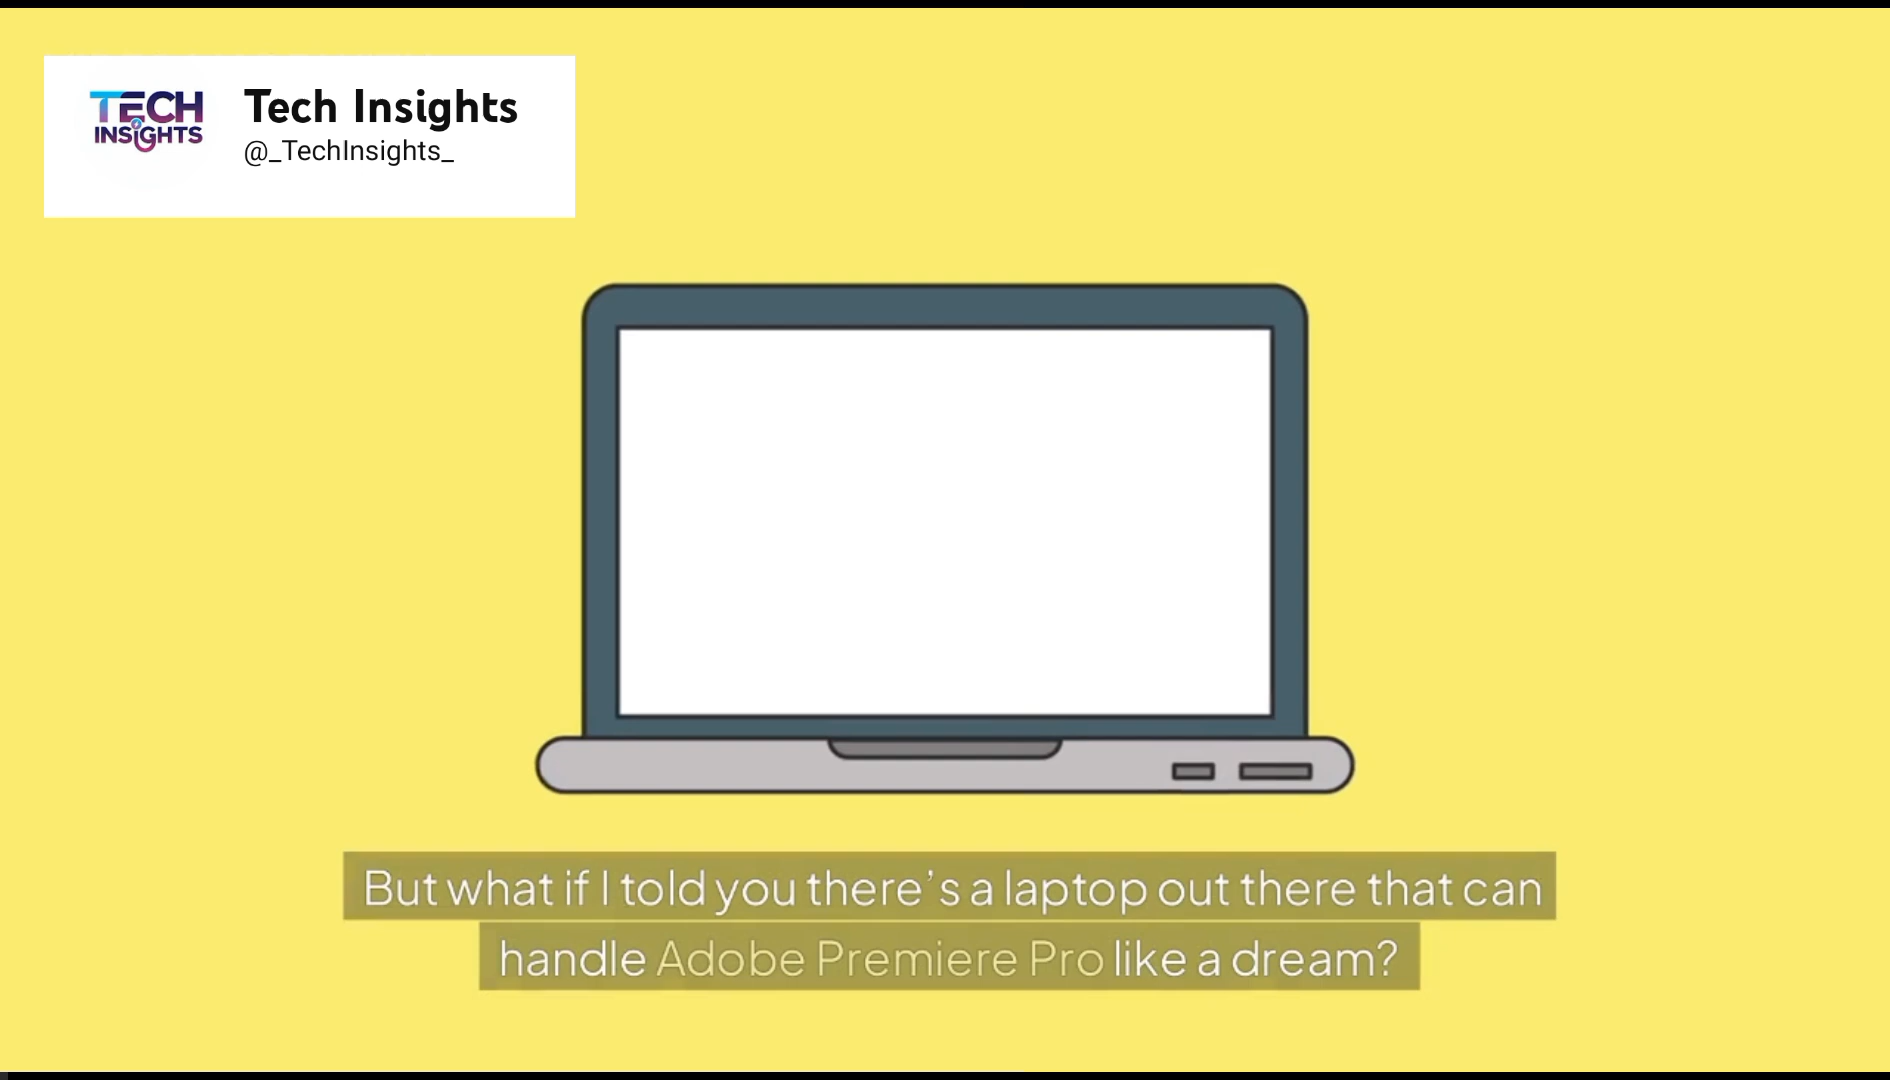 TECH
INSIGHTS
Tech Insights
@_TechInsights_
But what if I told you there’s a laptop out there that can
handle Adobe Premiere Pro like a dream?